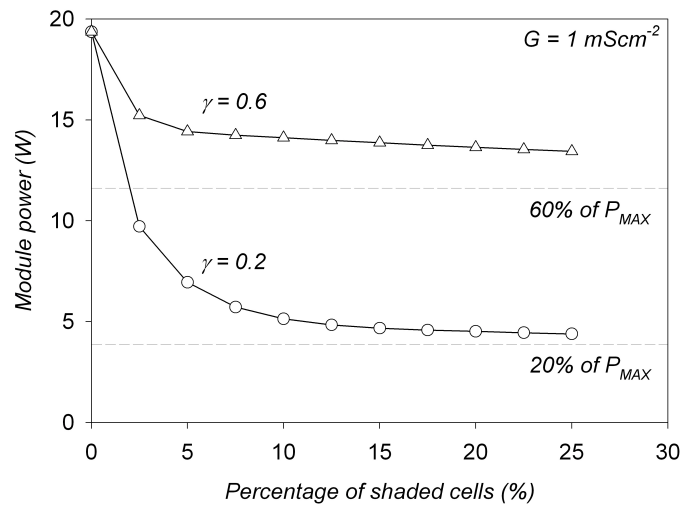 20
15
10
5
0
0
5
10
15
20
25
30
Module power (W)
Percentage of shaded cells (%)
G = 1 mScm⁻²
γ = 0.6
60% of P_MAX
γ = 0.2
20% of P_MAX